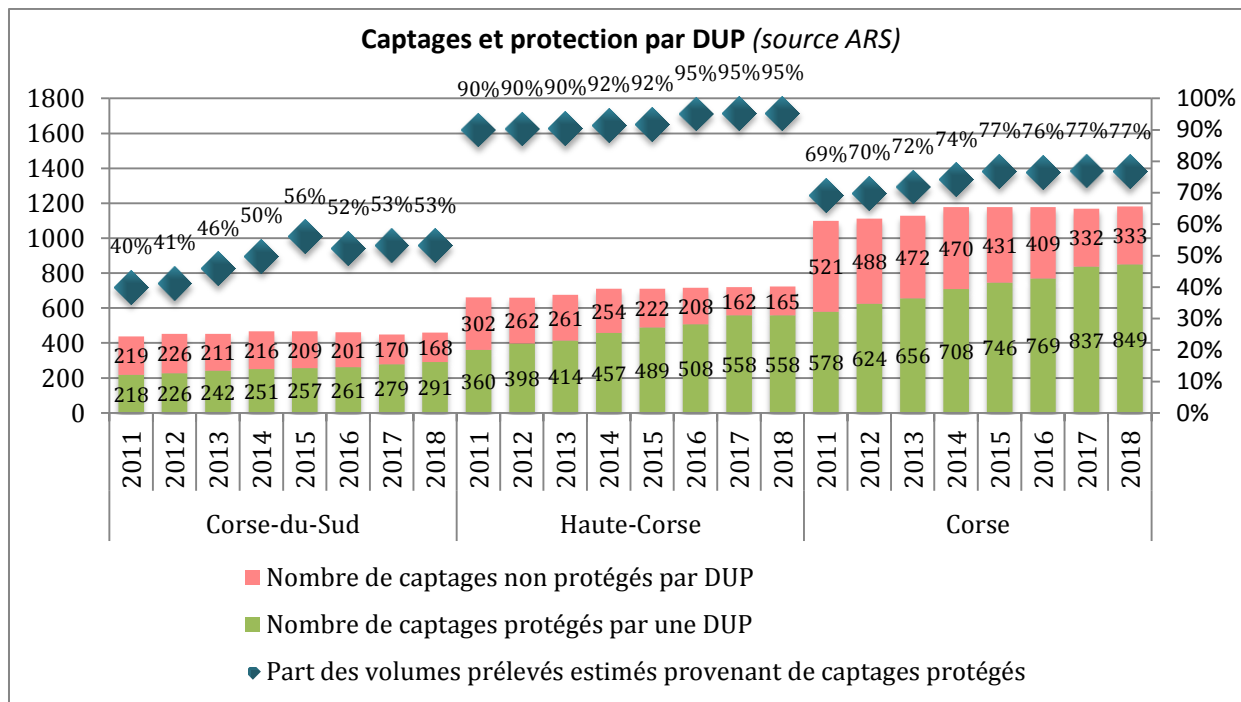 Captages et protection par DUP (source ARS)
90% 90% 90% 92% 92% 95% 95% 95%
69% 70% 72% 74% 77% 76% 77% 77%
40% 41% 46% 50% 56% 52% 53% 53%
1800
1600
1400
1200
1000
800
600
400
200
0
100%
90%
80%
70%
60%
50%
40%
30%
20%
10%
0%
219 226 211 216 209 201 170 168
218 226 242 251 257 261 279 291
302 262 261 254 222 208 162 165
360 398 414 457 489 508 558 558
521 488 472 470 431 409 332 333
578 624 656 708 746 769 837 849
2011 2012 2013 2014 2015 2016 2017 2018
2011 2012 2013 2014 2015 2016 2017 2018
2011 2012 2013 2014 2015 2016 2017 2018
Corse-du-Sud
Haute-Corse
Corse
Nombre de captages non protégés par DUP
Nombre de captages protégés par une DUP
Part des volumes prélevés estimés provenant de captages protégés